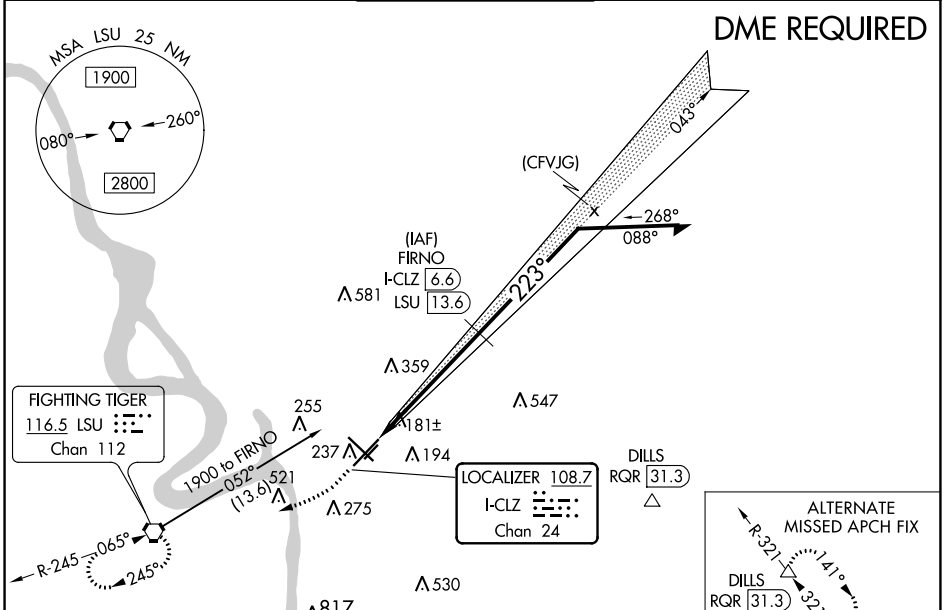 DME REQUIRED
MSA LSU 25 NM
1900
080°
260°
2800
043°
(CFVJG)
268°
088°
223°
(IAF)
FIRNO
I-CLZ 6.6
LSU 13.6
581
359
547
FIGHTING TIGER
116.5 LSU
Chan 112
255
181±
237
194
1900 to FIRNO
052°
(13.6)
521
275
LOCALIZER 108.7
I-CLZ
Chan 24
DILLS
RQR 31.3
R-245
065°
245°
530
817
ALTERNATE
MISSED APCH FIX
R-321
141°
DILLS
RQR 31.3